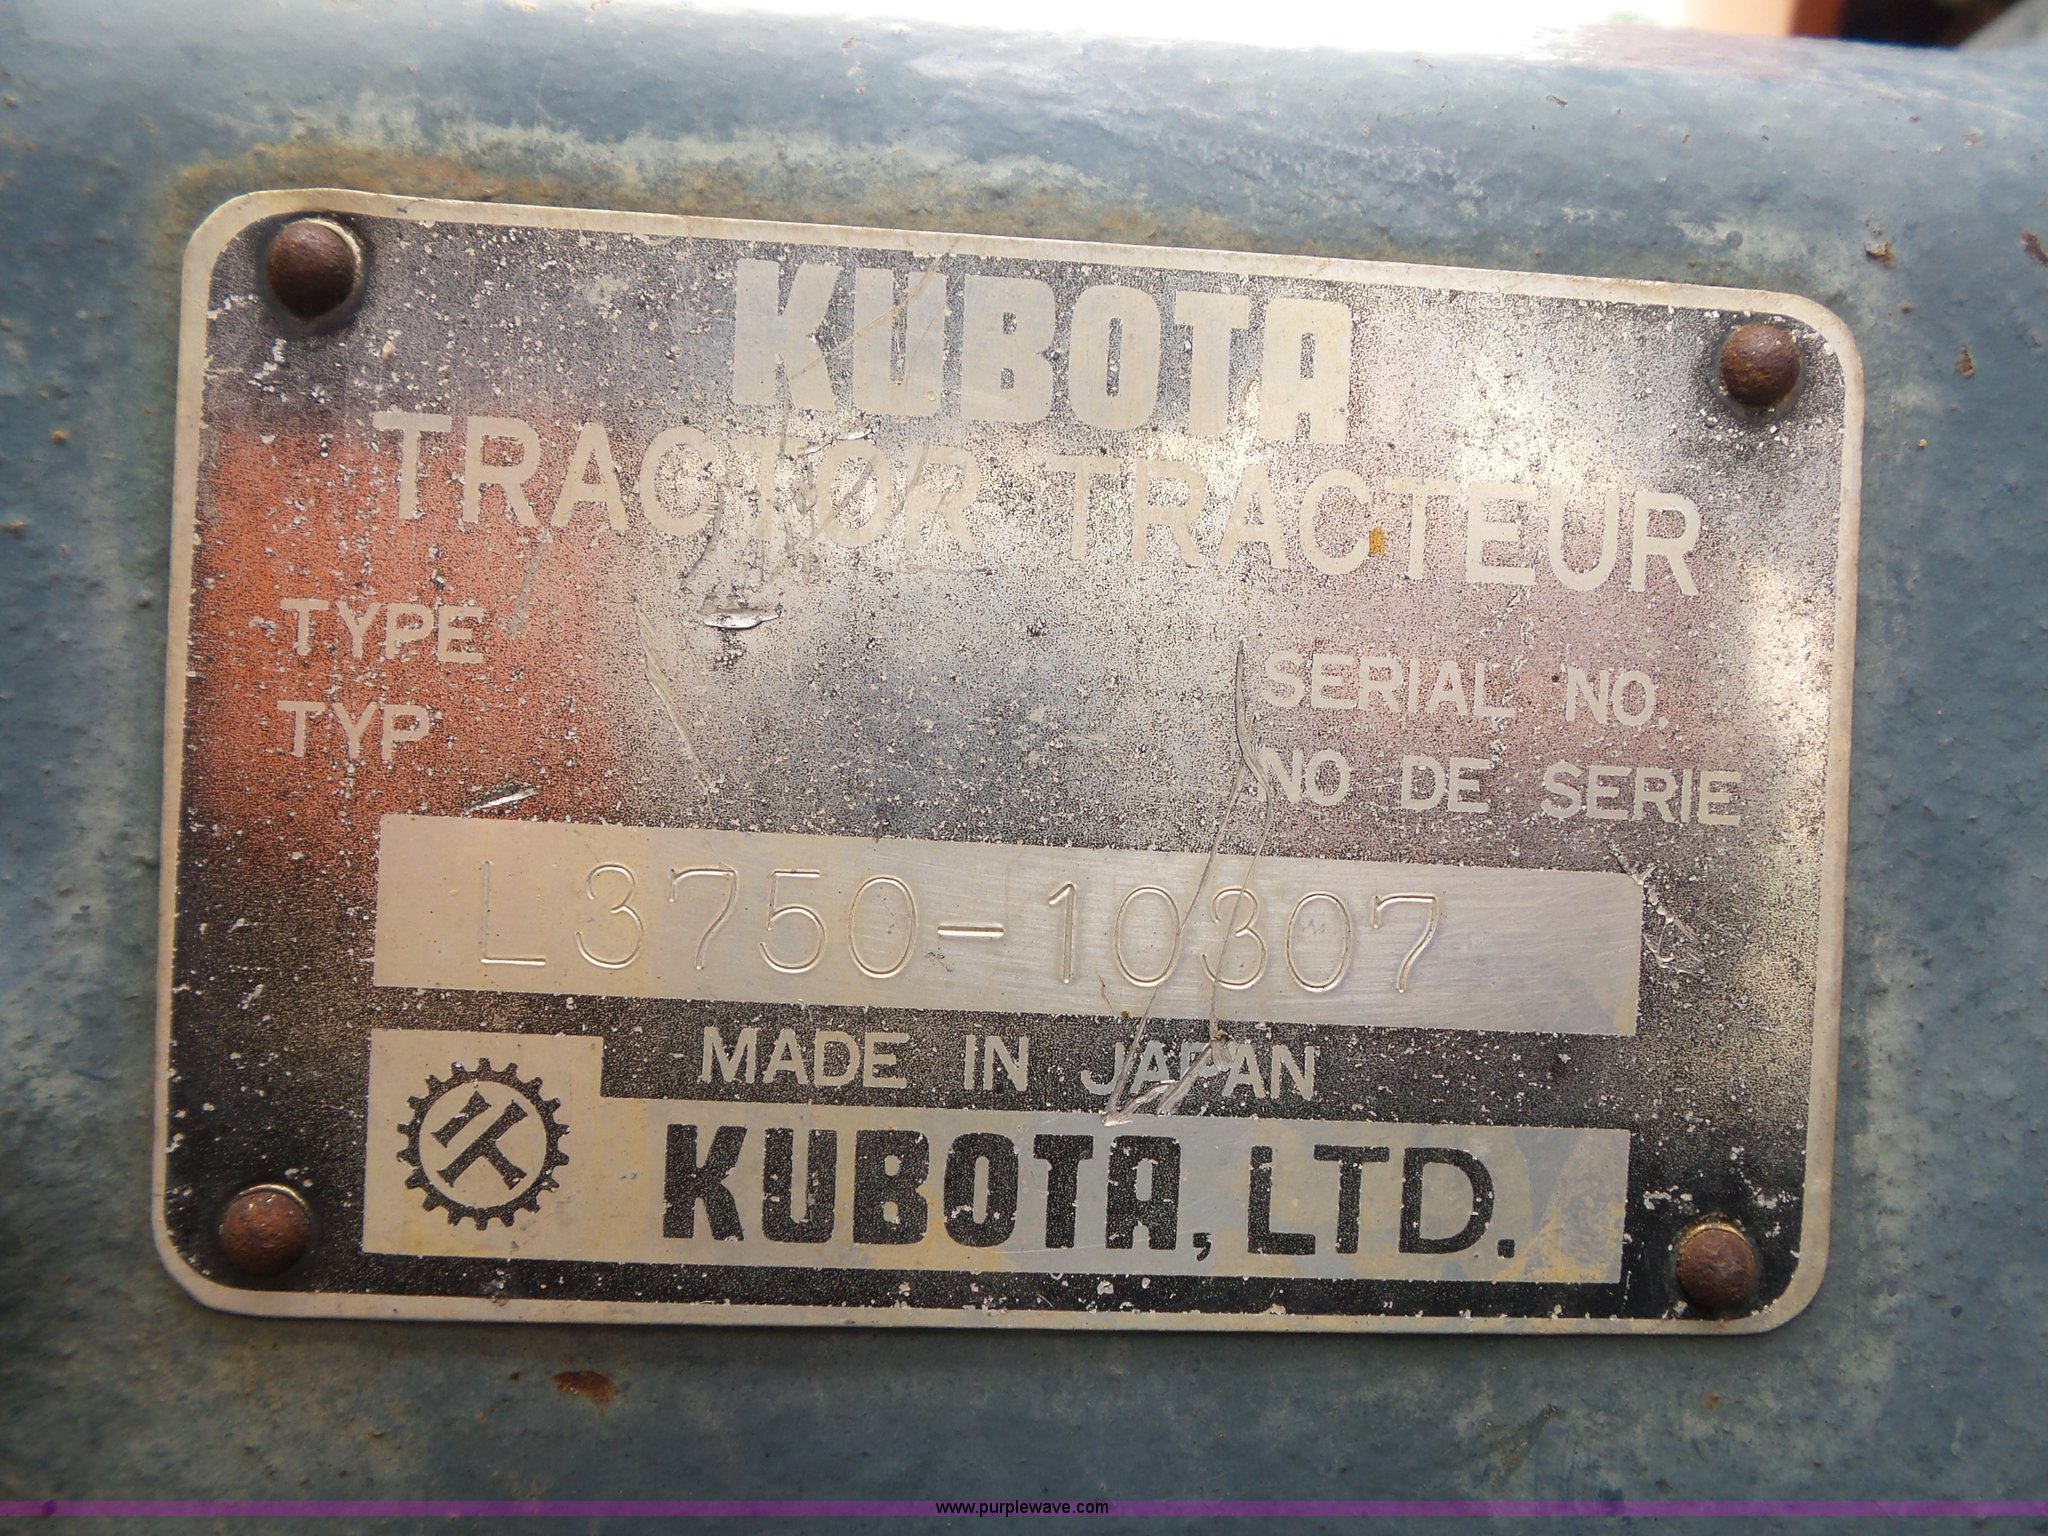 KUBOTA
TRACTOR TRACTEUR
TYPE
TYP
SERIAL NO.
NO DE SERIE
L3750-10307
MADE IN JAPAN
KUBOTA, LTD.
www.purplewave.com